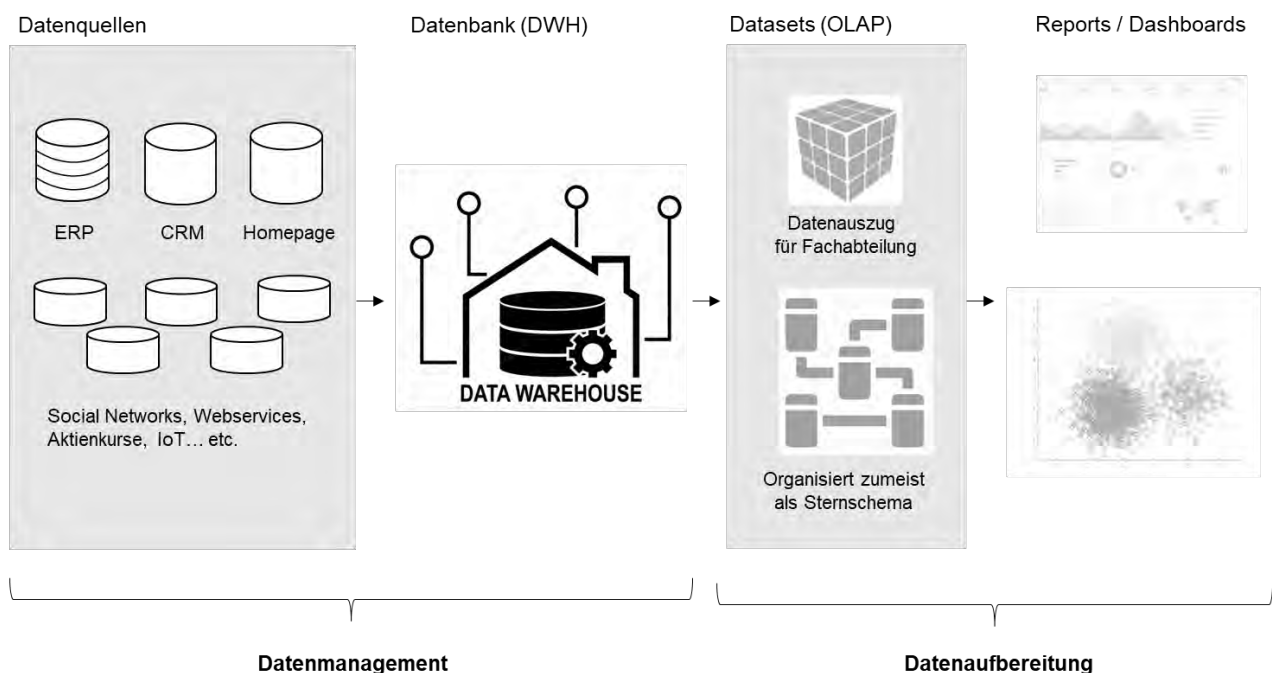 Datenquellen
Datenbank (DWH)
Datasets (OLAP)
Reports / Dashboards
ERP
CRM
Homepage
Social Networks, Webservices,
Aktienkurse, IoT… etc.
DATA WAREHOUSE
Datenauszug
für Fachabteilung
Organisiert zumeist
als Sternschema
Datenmanagement
Datenaufbereitung